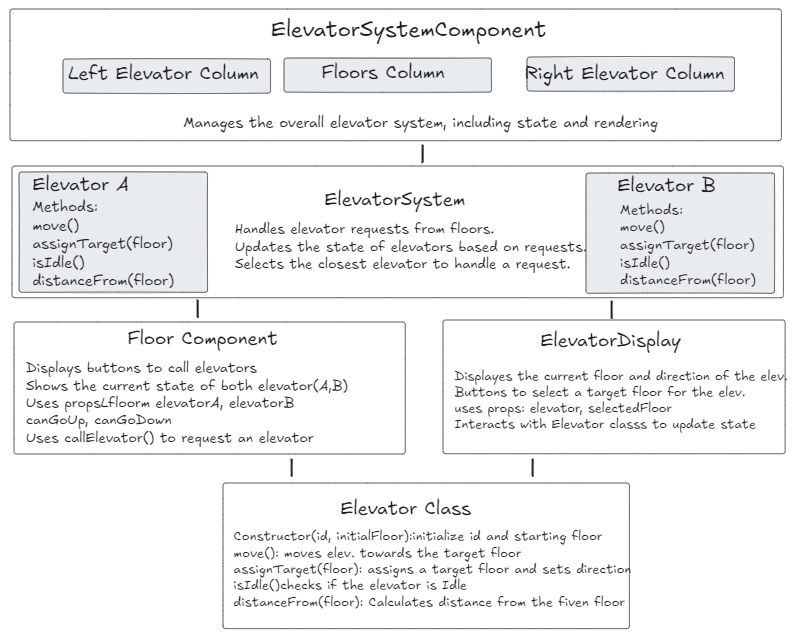 ElevatorSystemComponent
Left Elevator Column
Floors Column
Right Elevator Column
Manages the overall elevator system, including state and rendering
Elevator A
Methods:
move()
assignTarget(floor)
isIdle()
distanceFrom(floor)
ElevatorSystem
Handles elevator requests from floors.
Updates the state of elevators based on requests.
Selects the closest elevator to handle a request.
Elevator B
Methods:
move()
assignTarget(floor)
isIdle()
distanceFrom(floor)
Floor Component
Displays buttons to call elevators
Shows the current state of both elevator(A,B)
Uses propsLfloorm elevatorA, elevatorB
canGoUp, canGoDown
Uses callElevator() to request an elevator
ElevatorDisplay
Displayes the current floor and direction of the elev.
Buttons to select a target floor for the elev.
uses props: elevator, selectedFloor
Interacts with Elevator classs to update state
Elevator Class
Constructor(id, initialFloor):initialize id and starting floor
move(): moves elev. towards the target floor
assignTarget(floor): assigns a target floor and sets direction
isIdle()checks if the elevator is Idle
distanceFrom(floor): Calculates distance from the fiven floor